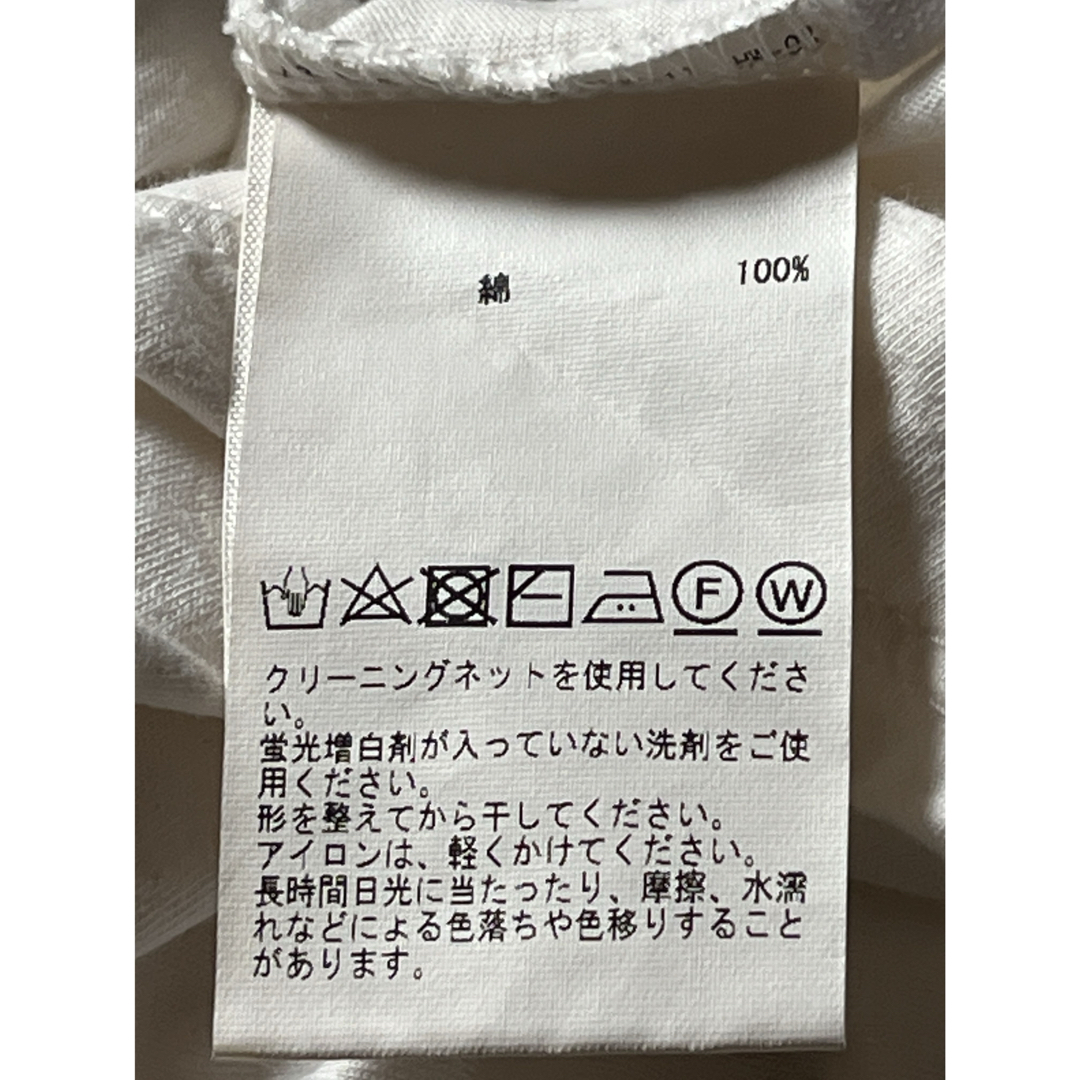 綿 100%
F W
クリーニングネットを使用してくださ
い。
蛍光増白剤が入っていない洗剤をご使
用ください。
形を整えてから干してください。
アイロンは、軽くかけてください。
長時間日光に当たったり、摩擦、水濡
れなどによる色落ちや色移りすること
があります。